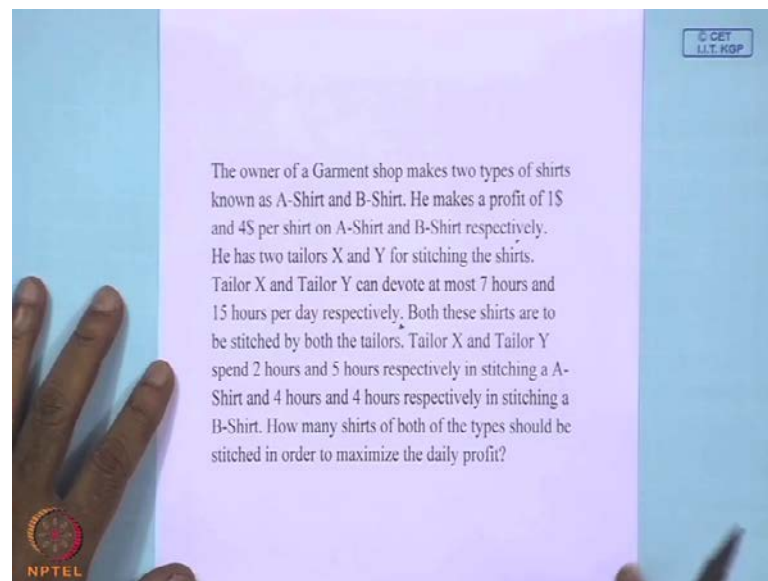 © CET
I.I.T. KGP
The owner of a Garment shop makes two types of shirts
known as A-Shirt and B-Shirt. He makes a profit of 1$
and 4$ per shirt on A-Shirt and B-Shirt respectively.
He has two tailors X and Y for stitching the shirts.
Tailor X and Tailor Y can devote at most 7 hours and
15 hours per day respectively. Both these shirts are to
be stitched by both the tailors. Tailor X and Tailor Y
spend 2 hours and 5 hours respectively in stitching a A-
Shirt and 4 hours and 4 hours respectively in stitching a
B-Shirt. How many shirts of both of the types should be
stitched in order to maximize the daily profit?
NPTEL